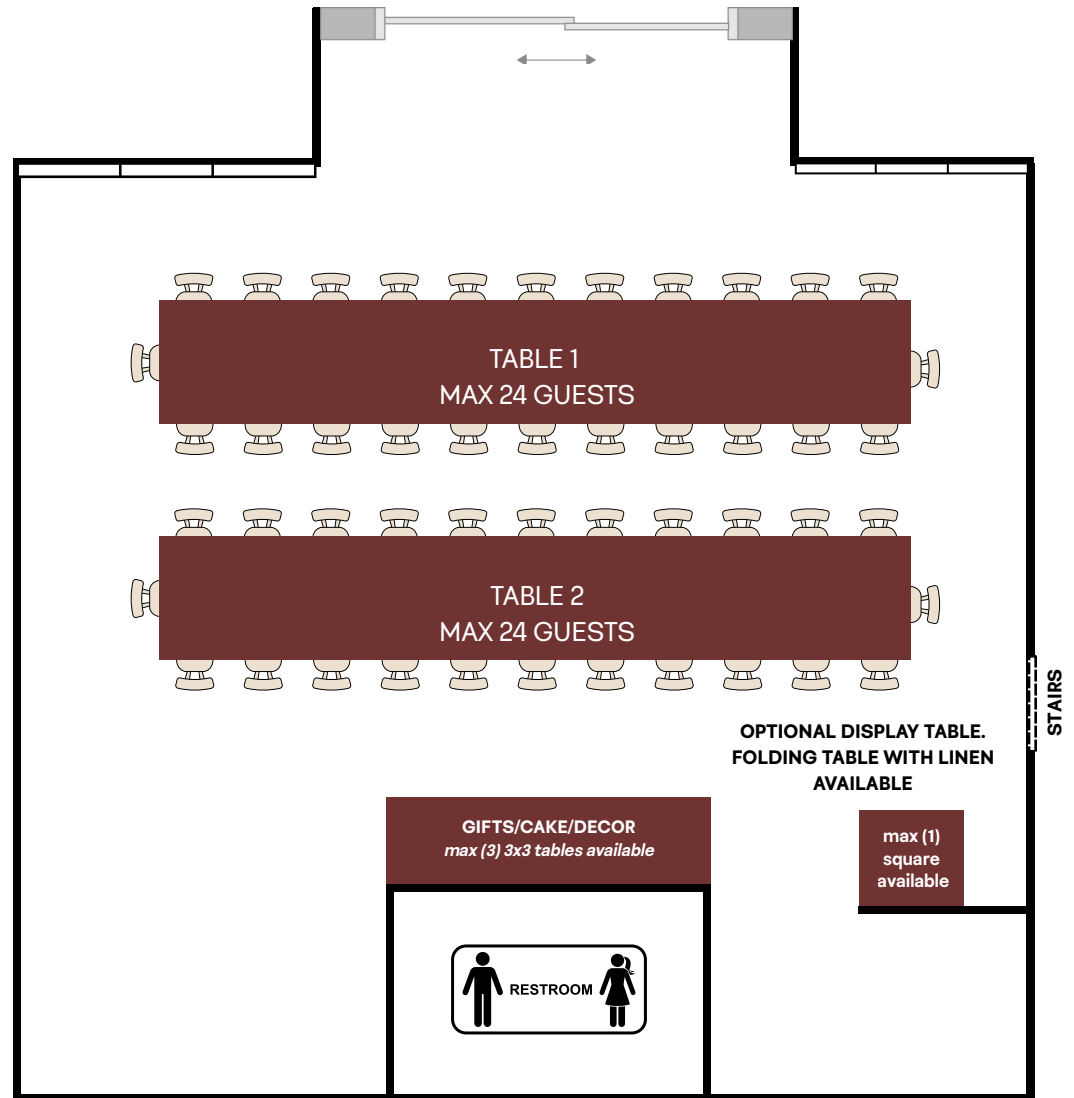 TABLE 1
MAX 24 GUESTS
TABLE 2
MAX 24 GUESTS
STAIRS
OPTIONAL DISPLAY TABLE.
FOLDING TABLE WITH LINEN
AVAILABLE
GIFTS/CAKE/DECOR
max (3) 3x3 tables available
max (1)
square
available
RESTROOM